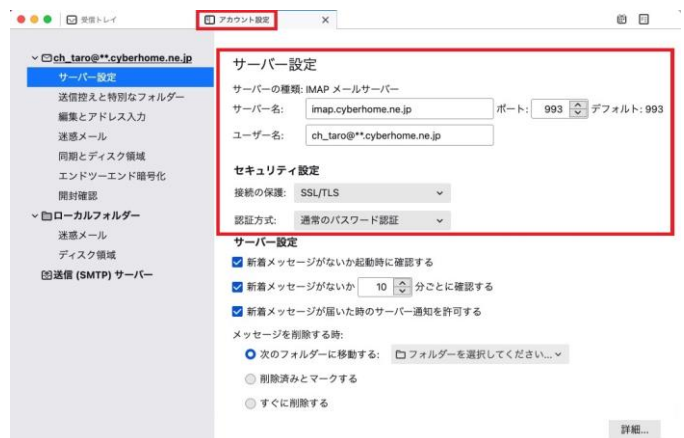 受信トレイ
アカウント設定
ch_taro@**.cyberhome.ne.jp
サーバー設定
送信控えと特別なフォルダー
編集とアドレス入力
迷惑メール
同期とディスク領域
エンドツーエンド暗号化
開封確認
ローカルフォルダー
迷惑メール
ディスク領域
送信 (SMTP) サーバー
サーバー設定
サーバーの種類: IMAP メールサーバー
サーバー名: imap.cyberhome.ne.jp ポート: 993 デフォルト: 993
ユーザー名: ch_taro@**.cyberhome.ne.jp
セキュリティ設定
接続の保護: SSL/TLS
認証方式: 通常のパスワード認証
サーバー設定
新着メッセージがないか起動時に確認する
新着メッセージがないか 10 分ごとに確認する
新着メッセージが届いた時のサーバー通知を許可する
メッセージを削除する時:
次のフォルダーに移動する: フォルダーを選択してください...
削除済みとマークする
すぐに削除する
詳細...